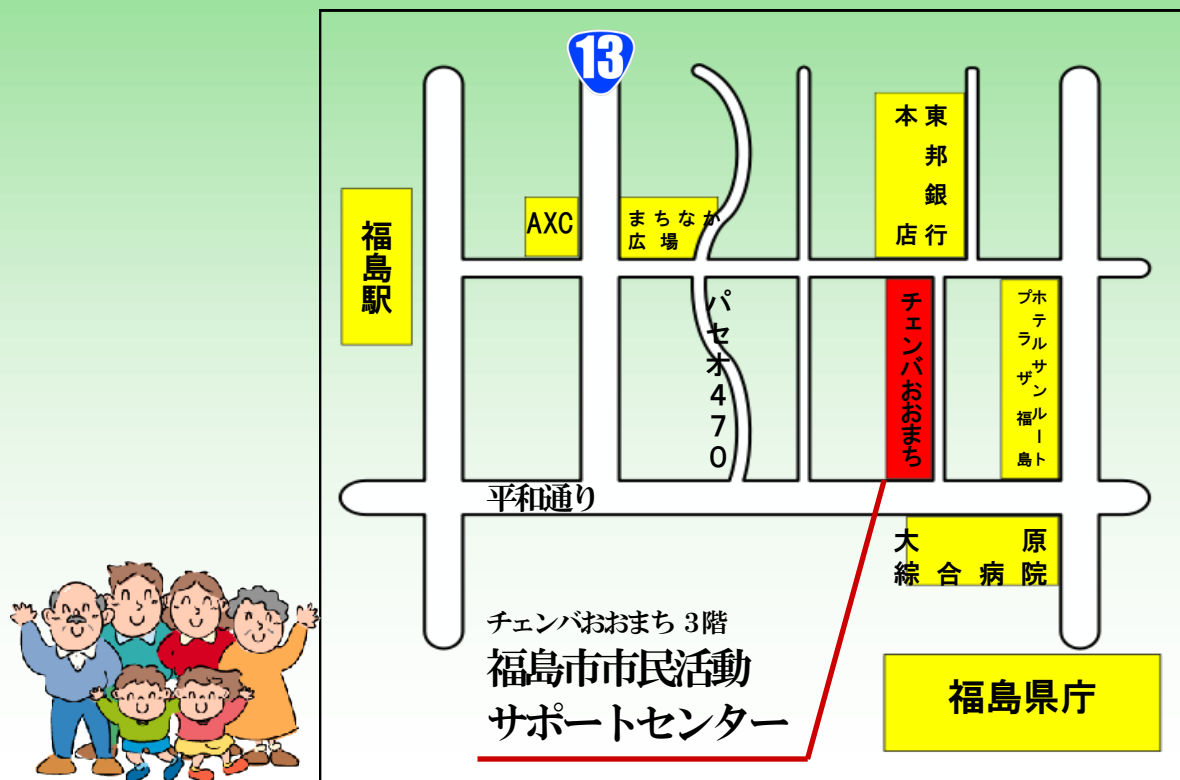 13
福島駅
AXC
まちなか
広場
東邦銀行
本店
パセオ470
チェンバおおまち
ホテルサンルート
プラザ福島
平和通り
大原
綜合病院
チェンバおおまち 3階
福島市市民活動
サポートセンター
福島県庁